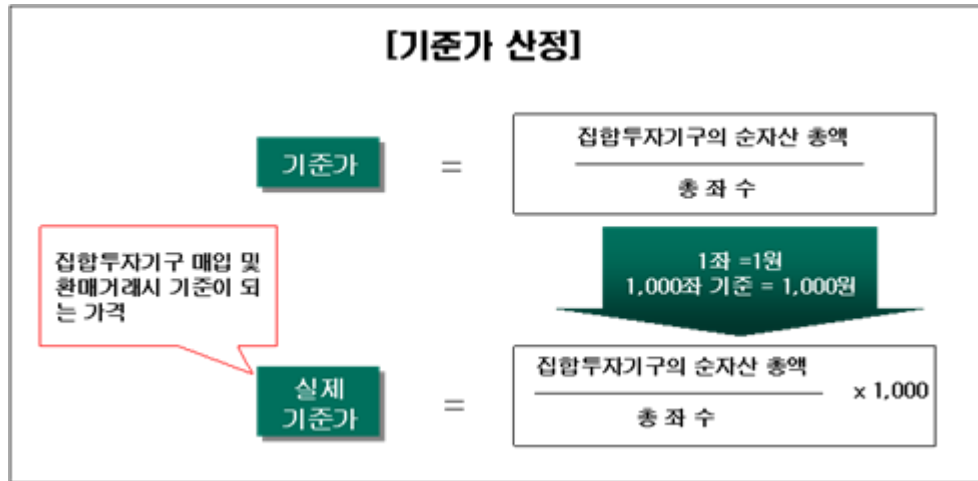 [기준가 산정]
기준가
=
집합투자기구의 순자산 총액
총 좌 수
집합투자기구 매입 및
환매거래시 기준이 되
는 가격
1좌 =1원
1,000좌 기준 = 1,000원
실제
기준가
=
집합투자기구의 순자산 총액
총 좌 수
x 1,000